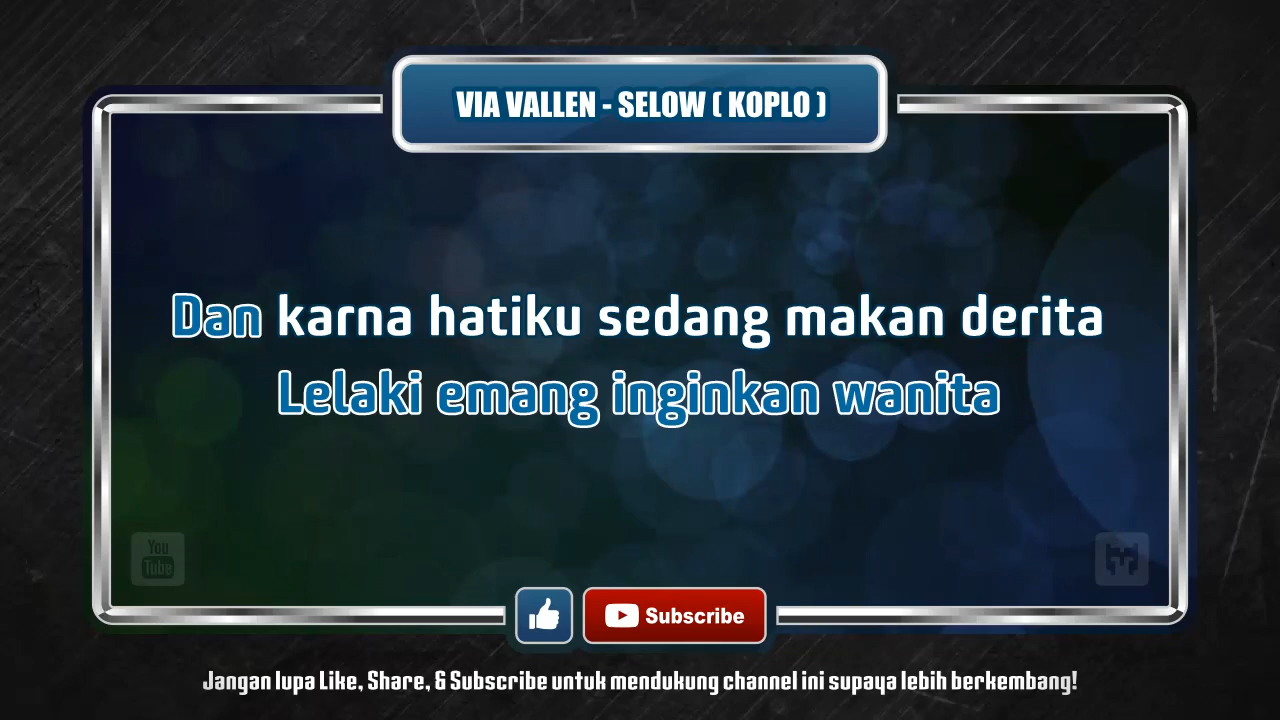 VIA VALLEN - SELOW ( KOPLO )
Dan karna hatiku sedang makan derita
Lelaki emang inginkan wanita
You
Tube
Subscribe
Jangan lupa Like, Share, & Subscribe untuk mendukung channel ini supaya lebih berkembang!